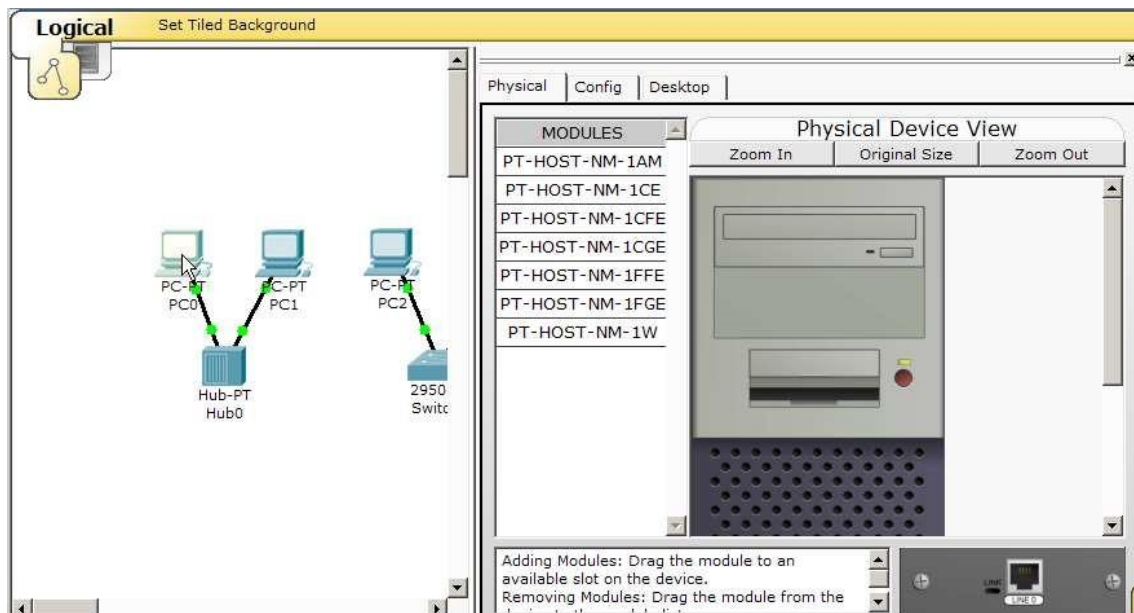 Logical
Set Tiled Background
Physical
Config
Desktop
MODULES
PT-HOST-NM-1AM
PT-HOST-NM-1CE
PT-HOST-NM-1CFE
PT-HOST-NM-1CGE
PT-HOST-NM-1FFE
PT-HOST-NM-1FGE
PT-HOST-NM-1W
Physical Device View
Zoom In
Original Size
Zoom Out
PC-PT
PC0
PC-PT
PC1
PC-PT
PC2
Hub-PT
Hub0
2950
Switc
Adding Modules: Drag the module to an
available slot on the device.
Removing Modules: Drag the module from the
LINK
LINE 0